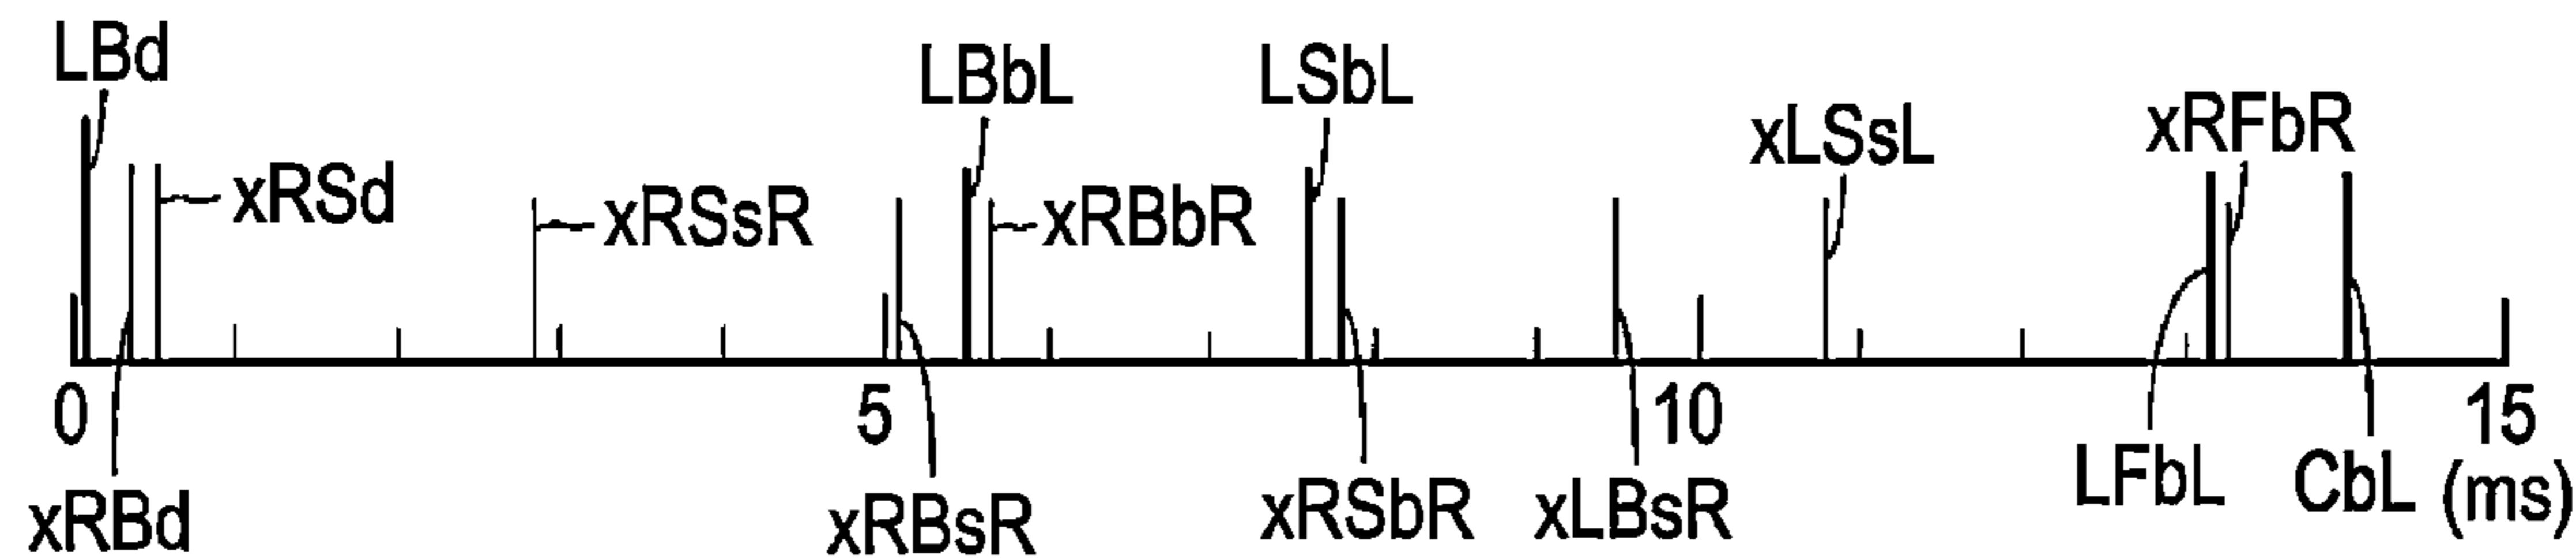 LBd
LBbL
LSbL
xRFbR
xLSsL
xRSd
xRSsR
xRBbR
0
5
10
15
xRBd
xRBsR
xRSbR
xLBsR
LFbL
CbL
(ms)